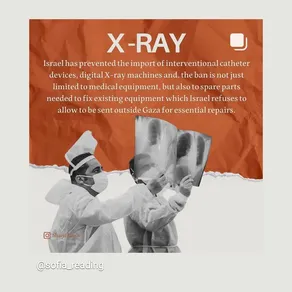 X-RAY
Israel has prevented the import of interventional catheter
devices, digital X-ray machines and, the ban is not just
limited to medical equipment, but also to spare parts
needed to fix existing equipment which Israel refuses to
allow to be sent outside Gaza for essential repairs.
@sofia_reading